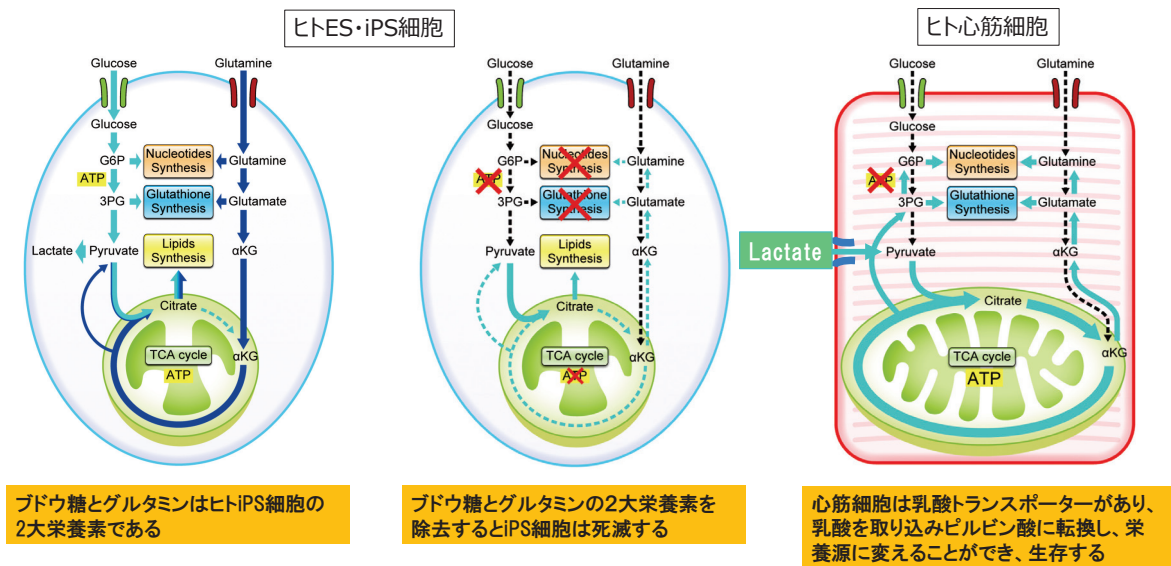 ヒトES・iPS細胞
Glucose
Glutamine
Glucose
G6P
Nucleotides
Synthesis
Glutamine
ATP
3PG
Glutathione
Synthesis
Glutamate
Lactate
Pyruvate
Lipids
Synthesis
αKG
Citrate
TCA cycle
αKG
ATP
ブドウ糖とグルタミンはヒトiPS細胞の
2大栄養素である
Glucose
Glutamine
Glucose
G6P
Nucleotides
Synthesis
Glutamine
ATP
3PG
Glutathione
Synthesis
Glutamate
Pyruvate
Lipids
Synthesis
αKG
Citrate
TCA cycle
αKG
ATP
ブドウ糖とグルタミンの2大栄養素を
除去するとiPS細胞は死滅する
ヒト心筋細胞
Glucose
Glutamine
Glucose
G6P
Nucleotides
Synthesis
Glutamine
ATP
3PG
Glutathione
Synthesis
Glutamate
Lactate
Pyruvate
αKG
Citrate
TCA cycle
αKG
ATP
心筋細胞は乳酸トランスポーターがあり、
乳酸を取り込みピルビン酸に転換し、栄
養源に変えることができ、生存する